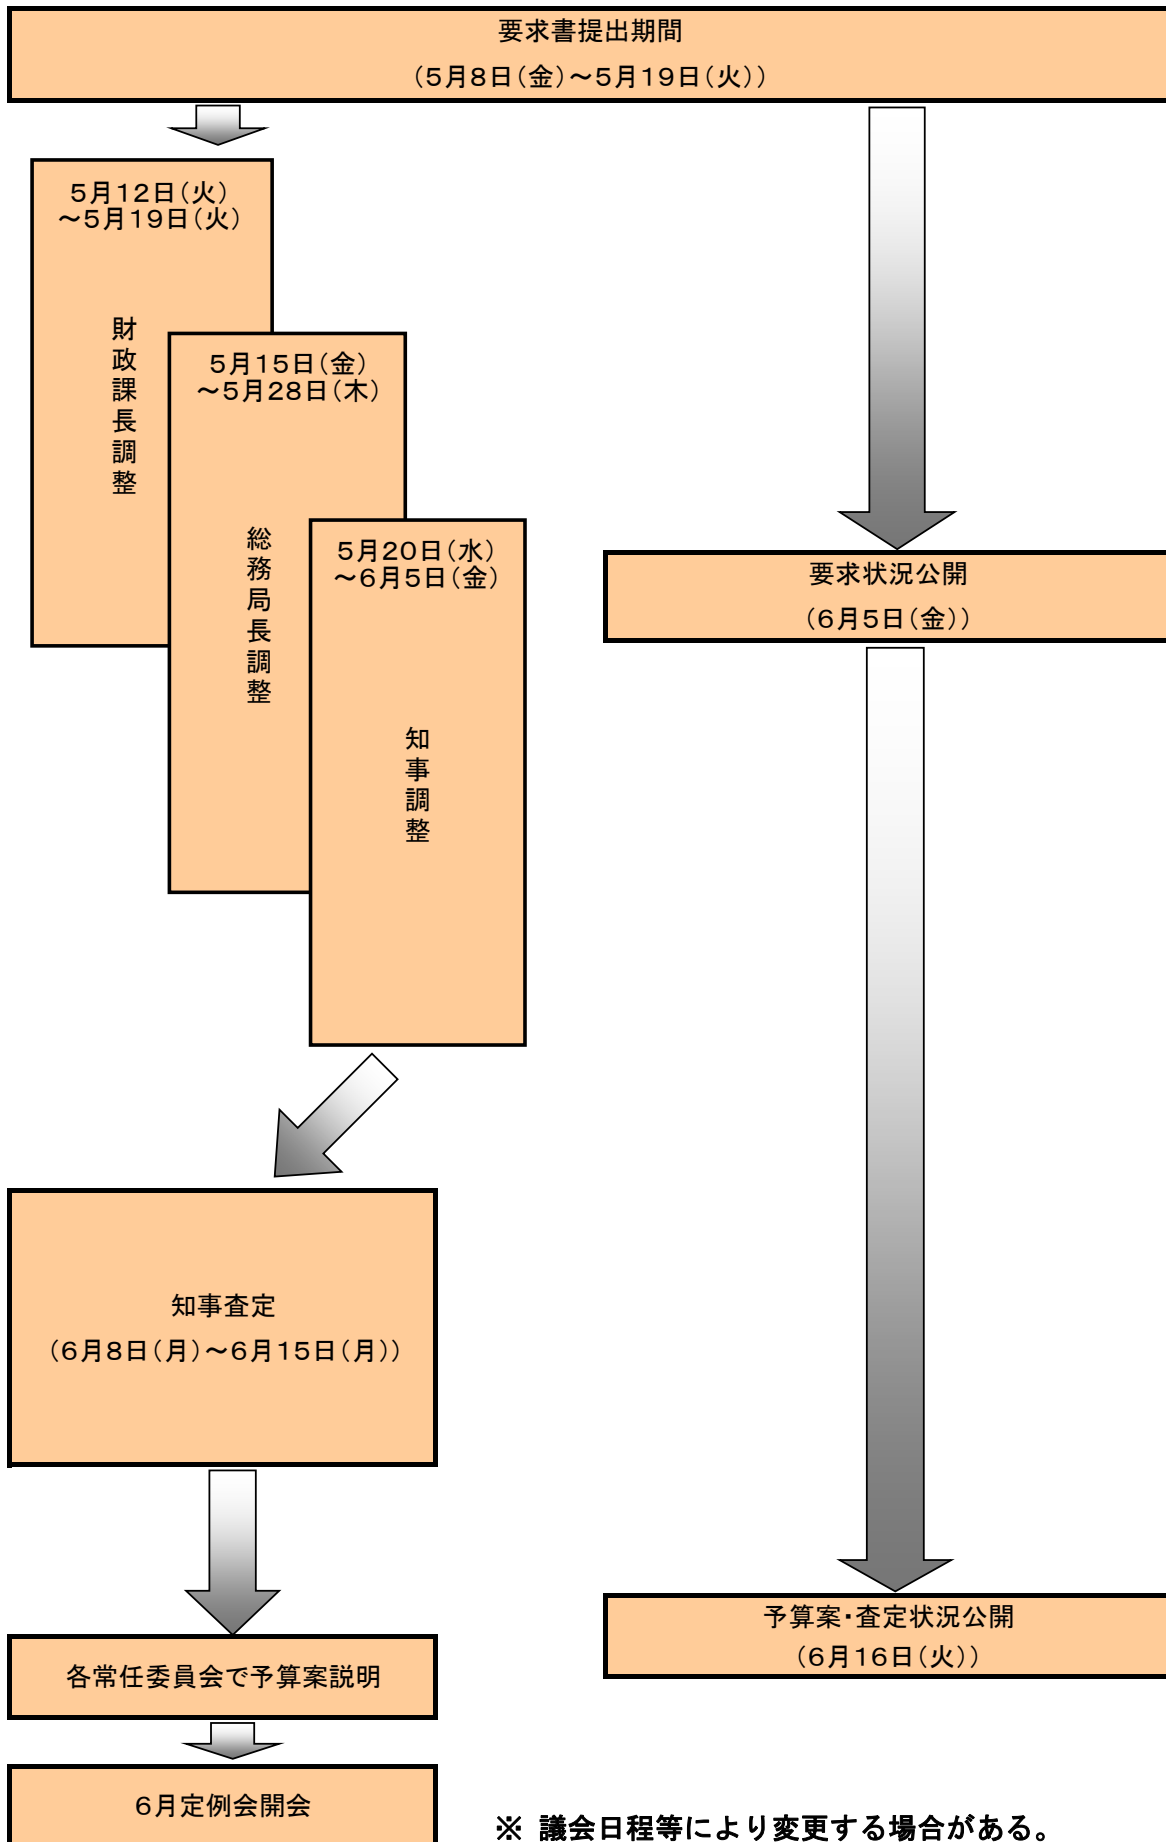 要求書提出期間
（５月８日（金）～５月１９日（火））
５月１２日（火）
～５月１９日（火）
財政課長調整
５月１５日（金）
～５月２８日（木）
総務局長調整
５月２０日（水）
～６月５日（金）
知事調整
要求状況公開
（６月５日（金））
知事査定
（６月８日（月）～６月１５日（月））
予算案・査定状況公開
（６月１６日（火））
各常任委員会で予算案説明
６月定例会開会
※ 議会日程等により変更する場合がある。